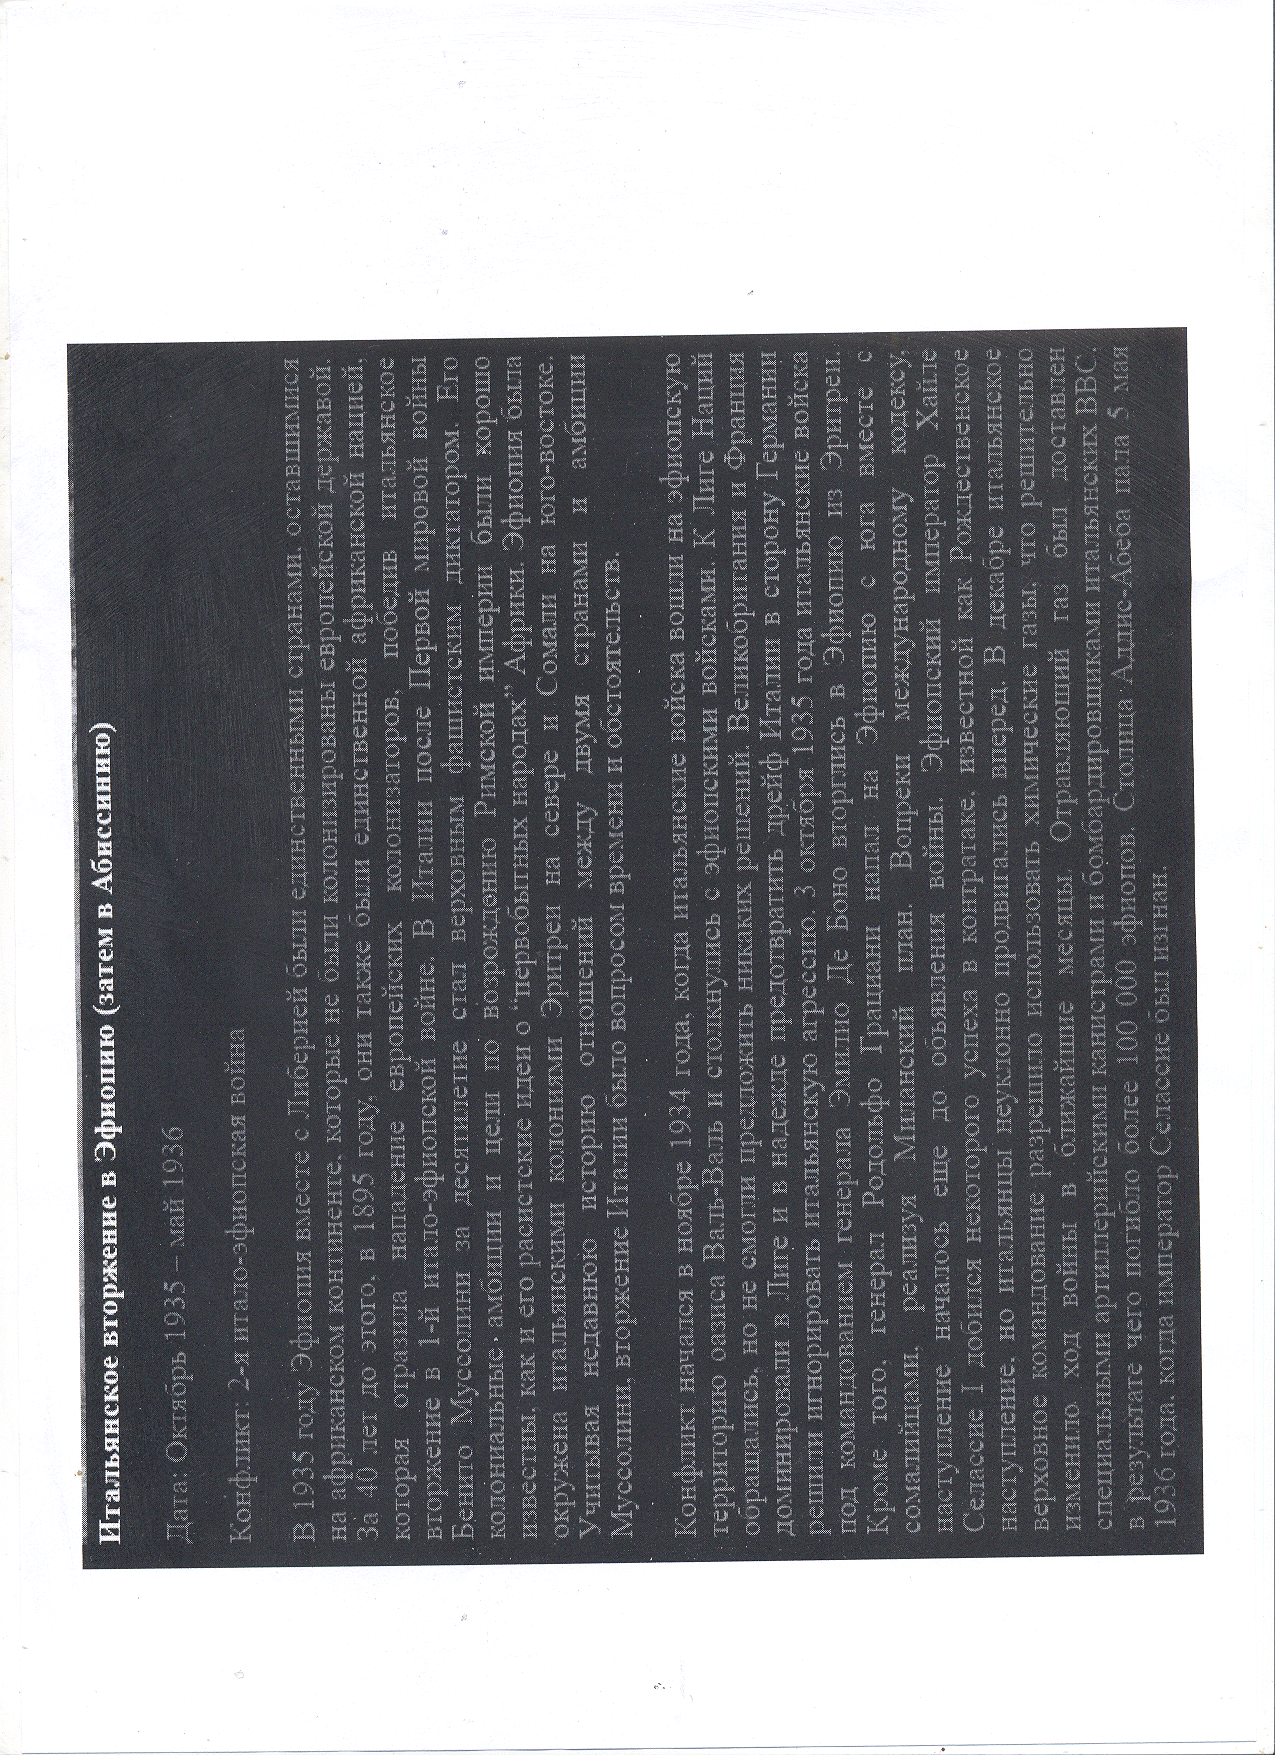 Итальянское вторжение в Эфиопию (затем в Абиссинию)
Дата: Октябрь 1935 – май 1936
Конфликт: 2-я итало-эфиопская война
В 1935 году Эфиопия вместе с Либерией были единственными странами, оставшимися
на африканском континенте, которые не были колонизированы европейской державой.
За 40 лет до этого, в 1895 году, они также были единственной африканской нацией,
которая отразила нападение европейских колонизаторов, победив итальянское
вторжение в 1-й итало-эфиопской войне. В Италии после Первой мировой войны
Бенито Муссолини за десятилетие стал верховным фашистским диктатором. Его
колониальные амбиции и цели по возрождению Римской империи были хорошо
известны, как и его расистские идеи о “первобытных народах” Африки. Эфиопия была
окружена итальянскими колониями Эритреи на севере и Сомали на юго-востоке.
Учитывая недавнюю историю отношений между двумя странами и амбиции
Муссолини, вторжение Италии было вопросом времени и обстоятельств.
Конфликт начался в ноябре 1934 года, когда итальянские войска вошли на эфиопскую
территорию оазиса Валь-Валь и столкнулись с эфиопскими войсками. К Лиге Наций
обращались, но не смогли предложить никаких решений. Великобритания и Франция
доминировали в Лиге и в надежде предотвратить дрейф Италии в сторону Германии
решили игнорировать итальянскую агрессию. 3 октября 1935 года итальянские войска
под командованием генерала Эмилио Де Боно вторглись в Эфиопию из Эритреи.
Кроме того, генерал Родольфо Грациани напал на Эфиопию с юга вместе с
сомалийцами, реализуя Миланский план. Вопреки международному кодексу,
наступление началось еще до объявления войны. Эфиопский император Хайле
Селассие I добился некоторого успеха в контратаке, известной как Рождественское
наступление, но итальянцы неуклонно продвигались вперед. В декабре итальянское
верховное командование разрешило использовать химические газы, что решительно
изменило ход войны в ближайшие месяцы. Отравляющий газ был доставлен
специальными артиллерийскими канистрами и бомбардировщиками итальянских ВВС,
в результате чего погибло более 100 000 эфиопов. Столица Аддис-Абеба пала 5 мая
1936 года, когда император Селассие был изгнан.